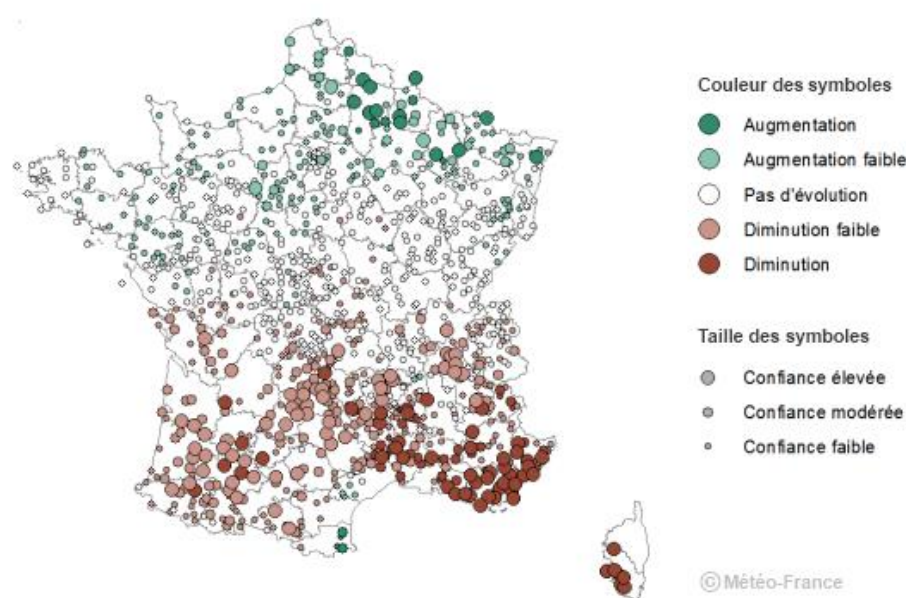 Couleur des symboles
Augmentation
Augmentation faible
Pas d'évolution
Diminution faible
Diminution
Taille des symboles
Confiance élevée
Confiance modérée
Confiance faible
© Météo-France